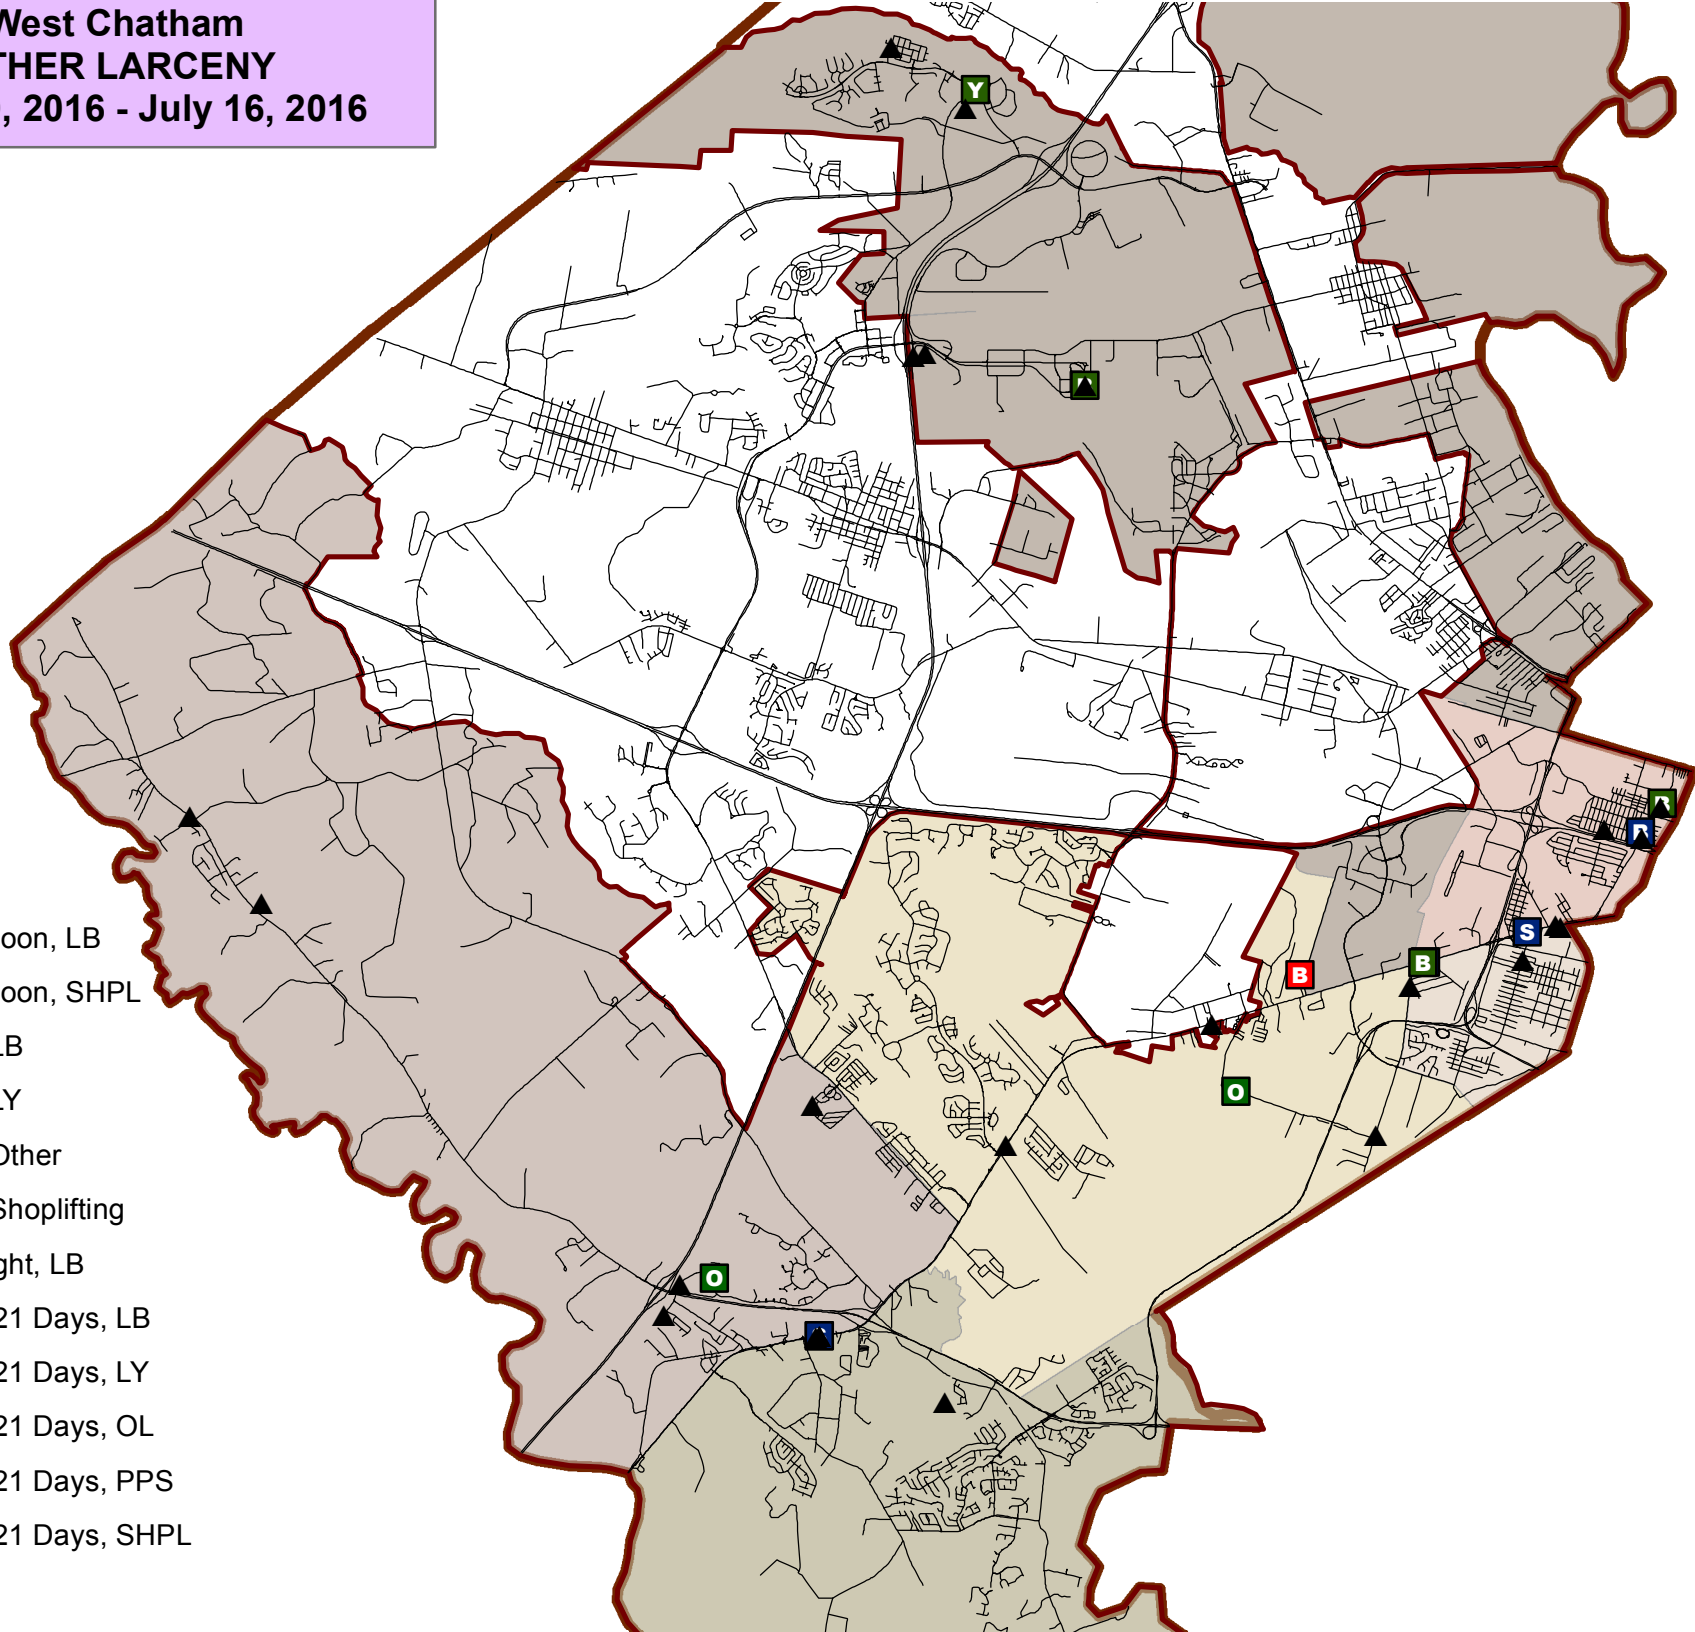 West Chatham
THER LARCENY
, 2016 - July 16, 2016
Y
B
S
B
B
O
O
oon, LB
oon, SHPL
LB
LY
Other
Shoplifting
ght, LB
21 Days, LB
21 Days, LY
21 Days, OL
21 Days, PPS
21 Days, SHPL